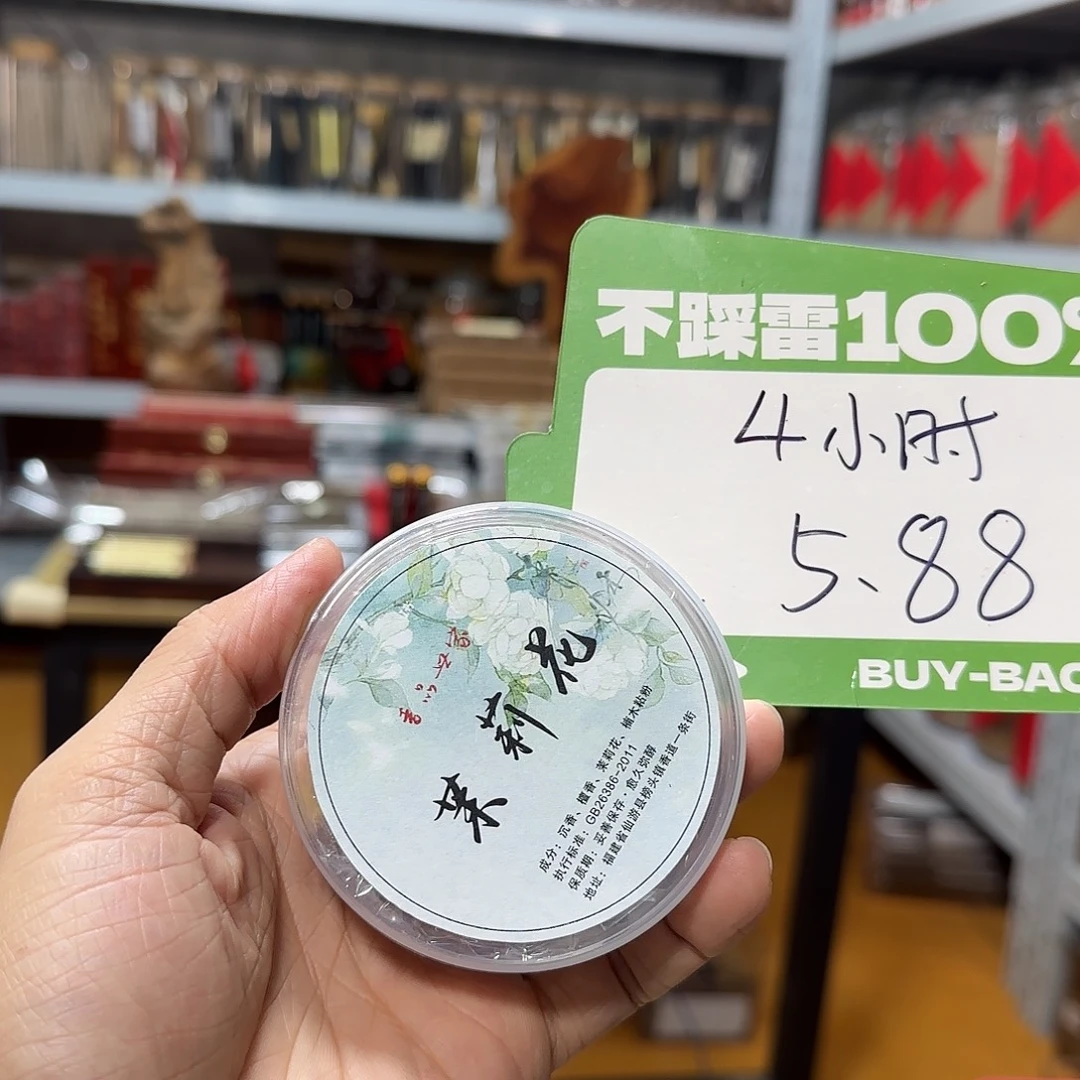 不踩雷100%
4小时
5.88
BUY-BAC
茉莉花
成分：沉香、檀香、茉莉花、楠木粘粉
执行标准：GB26386-2011
保质期：妥善保存·愈久弥醇
地址：福建省仙游县榜头镇香道一条街